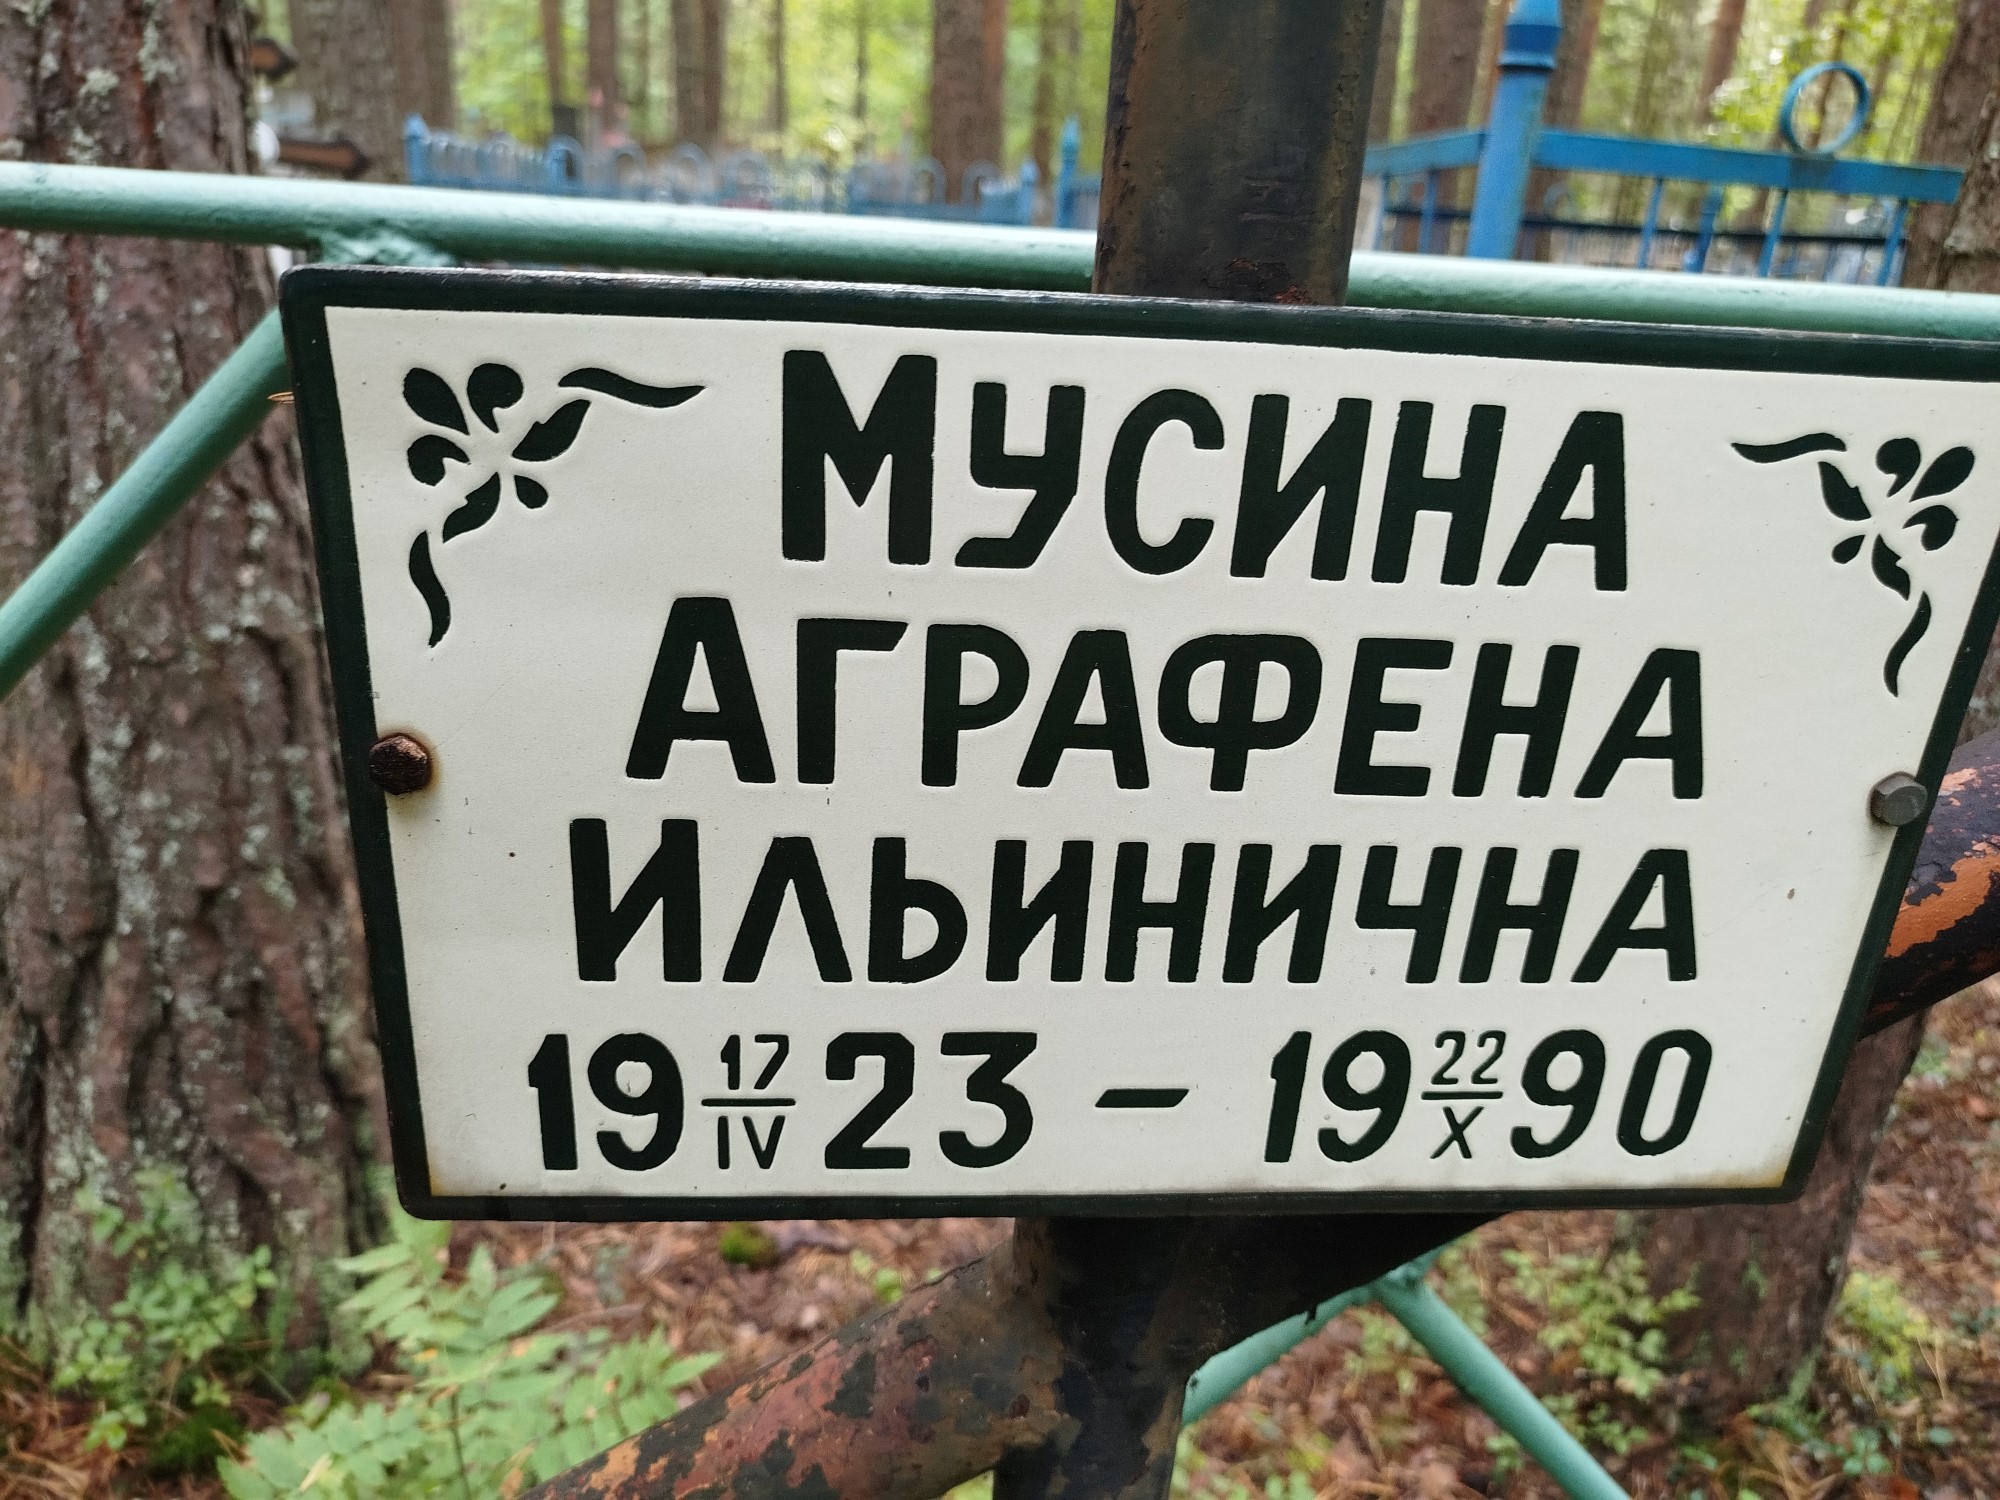 МУСИНА
АГРАФЕНА
ИЛЬИНИЧНА
19 17/IV 23 – 19 22/X 90